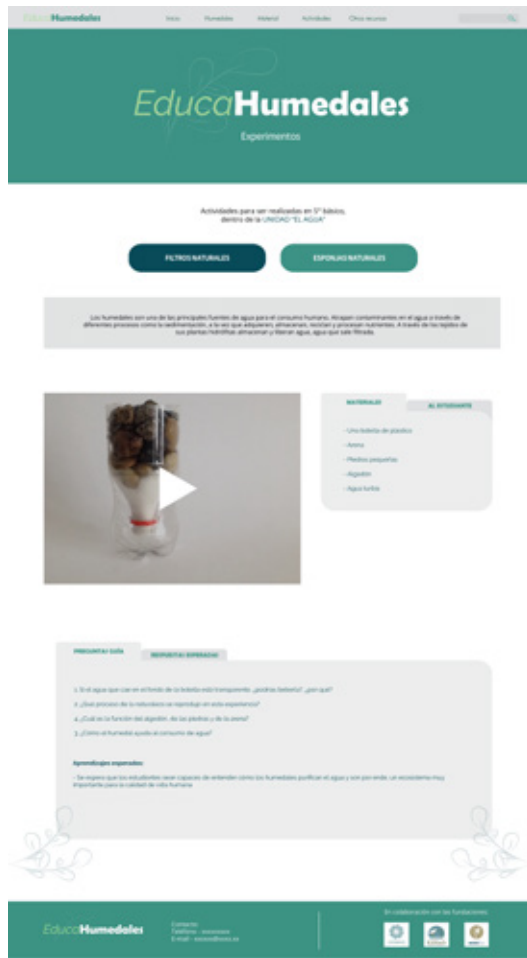 EducaHumedales Inicio Humedales Material Actividades Otros recursos
EducaHumedales
Experimentos
Actividades para ser realizadas en 5° básico,
dentro de la UNIDAD "EL AGUA"
FILTROS NATURALES ESPONJAS NATURALES
Los humedales son una de las principales fuentes de agua para el consumo humano. Atrapan contaminantes en el agua a través de
diferentes procesos como la sedimentación, a la vez que adquieren, almacenan, reciclan y procesan nutrientes. A través de los tejidos de
sus plantas hidrófitas almacenan y liberan agua, agua que sale filtrada.
MATERIALES AL ESTUDIANTE
- Una botella de plástico
- Arena
- Piedras pequeñas
- Algodón
- Agua turbia
PREGUNTAS GUÍA RESPUESTAS ESPERADAS
1. Si el agua que cae en el fondo de la botella está transparente, ¿podrías beberla? ¿por qué?
2. ¿Qué proceso de la naturaleza se reprodujo en esta experiencia?
4. ¿Cuál es la función del algodón, de las piedras y de la arena?
3. ¿Cómo el humedal ayuda al consumo de agua?
Aprendizajes esperados:
- Se espera que los estudiantes sean capaces de entender cómo los humedales purifican el agua y son por ende, un ecosistema muy
importante para la calidad de vida humana
En colaboración con las fundaciones:
EducaHumedales
Contacto
Teléfono -
E-mail -